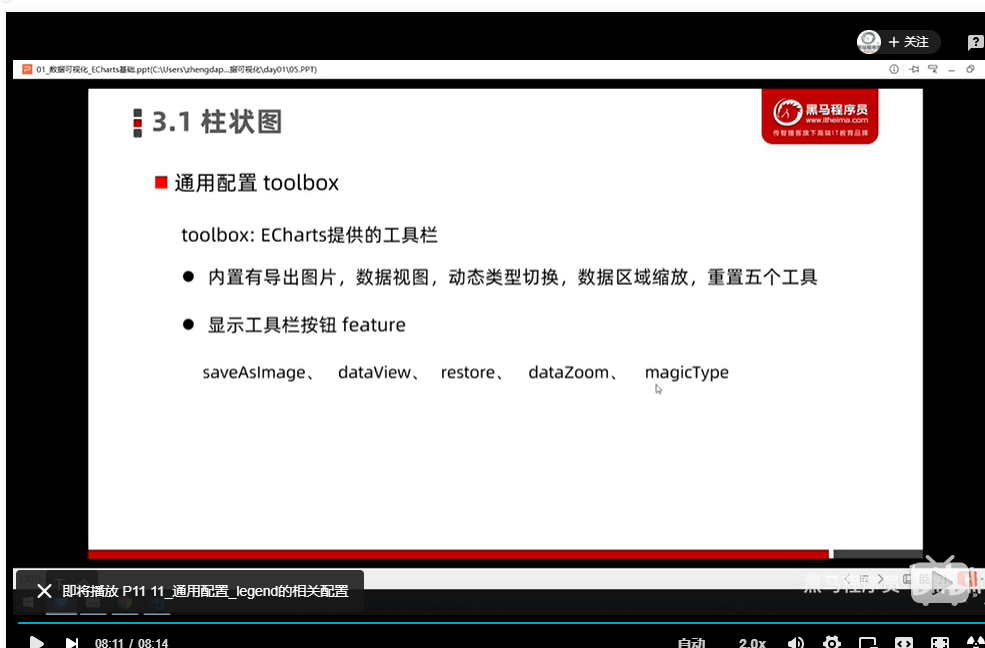 + 关注
01_数据可视化_ECharts基础.ppt(C:\Users\zhengdap...据可视化\day01\05.PPT)
3.1 柱状图
黑马程序员
www.itheima.com
传智播客旗下高端IT教育品牌
通用配置 toolbox
toolbox: ECharts提供的工具栏
内置有导出图片，数据视图，动态类型切换，数据区域缩放，重置五个工具
显示工具栏按钮 feature
saveAsImage、 dataView、 restore、 dataZoom、 magicType
即将播放 P11 11_通用配置_legend的相关配置
黑马程序员
08:11 / 08:14
自动
2.0x